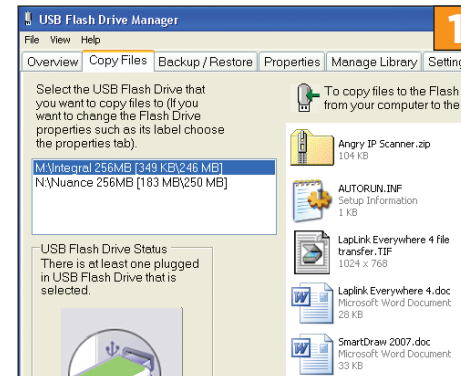 USB Flash Drive Manager
1
File View Help
Overview Copy Files Backup / Restore Properties Manage Library
Select the USB Flash Drive that
you want to copy files to (If you
want to change the Flash Drive
properties such as its label choose
the properties tab).
M:\Integral 256MB [349 KB\246 MB]
N:\Nuance 256MB [183 MB\250 MB]
USB Flash Drive Status
There is at least one plugged
in USB Flash Drive that is
selected.
To copy files to the Flash
from your computer to the
Angry IP Scanner.zip
104 KB
AUTORUN.INF
Setup Information
1 KB
LapLink Everywhere 4 file
transfer.TIF
1024 x 768
Laplink Everywhere 4.doc
Microsoft Word Document
28 KB
SmartDraw 2007.doc
Microsoft Word Document
33 KB